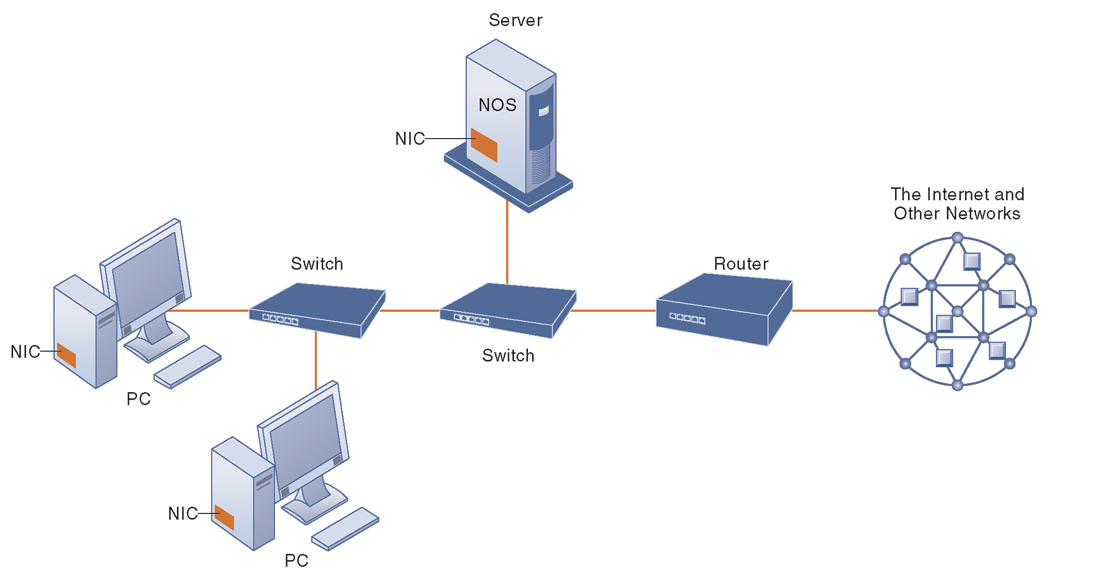 Server
NOS
NIC
The Internet and
Other Networks
Switch
Router
NIC
Switch
PC
NIC
PC